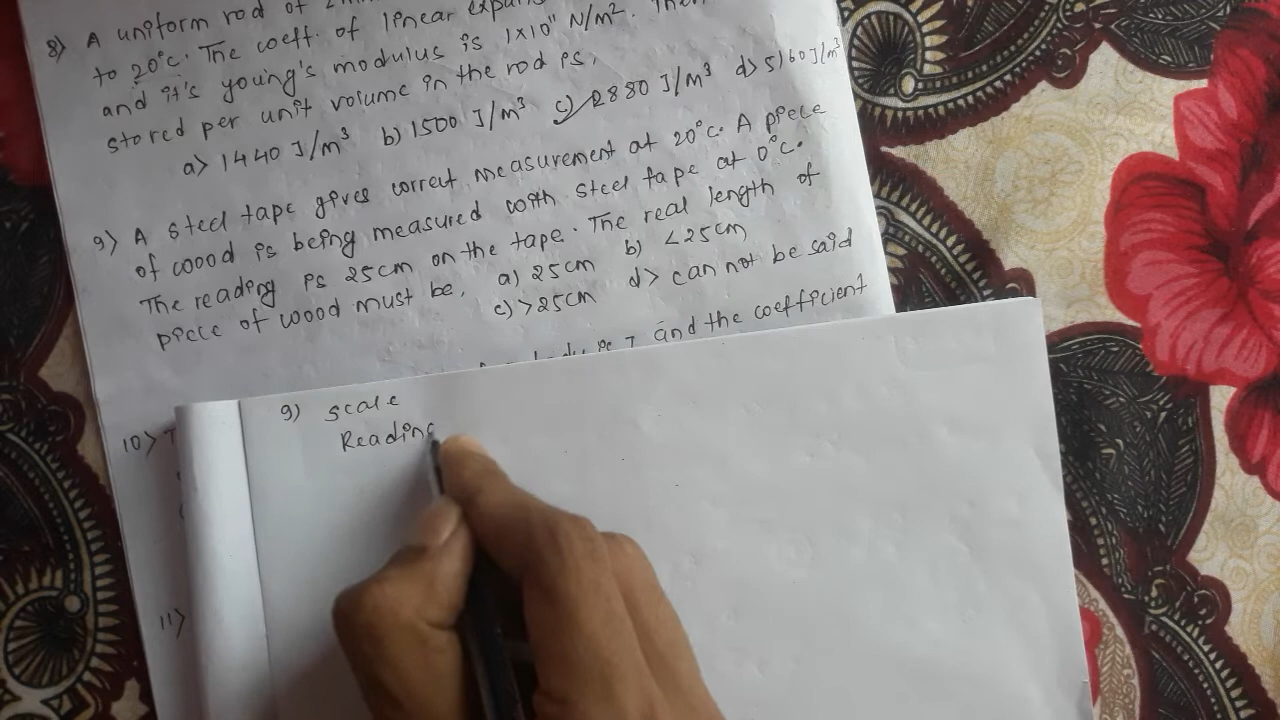 8) A uniform rod of
to 20°C. The coeff. of linear
and it's young's modulus is 1×10¹¹ N/m². Then
stored per unit volume in the rod is,
a> 1440 J/m³ b) 1500 J/m³ c) 2880 J/m³ d> 5160 J/m³
9) A steel tape gives correct measurement at 20°C. A piece
of wood is being measured with steel tape at 0°C.
The reading is 25cm on the tape. The real length of
piece of wood must be, a) 25cm b) <25cm
c) >25cm d> can not be said
and the coefficient
10>
11>
9) Scale
Reading